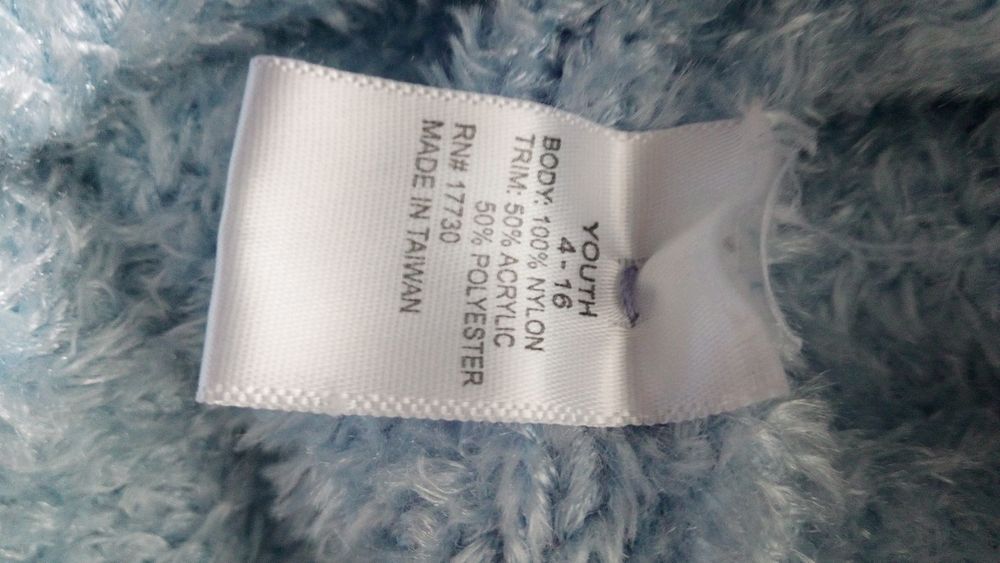 YOUTH
4 - 16
BODY: 100% NYLON
TRIM: 50% ACRYLIC
50% POLYESTER
RN# 17730
MADE IN TAIWAN